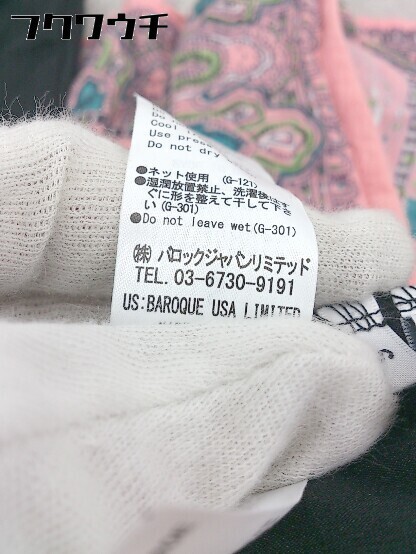 フクワウチ
Do no
Cool i
Use press
Do not dry
●ネット使用 (G-121)
●湿潤放置禁止、洗濯後はす
ぐに形を整えて干して下さ
い(G-301)
●Do not leave wet(G-301)
(株) バロックジャパンリミテッド
TEL. 03-6730-9191
US:BAROQUE USA LIMITED